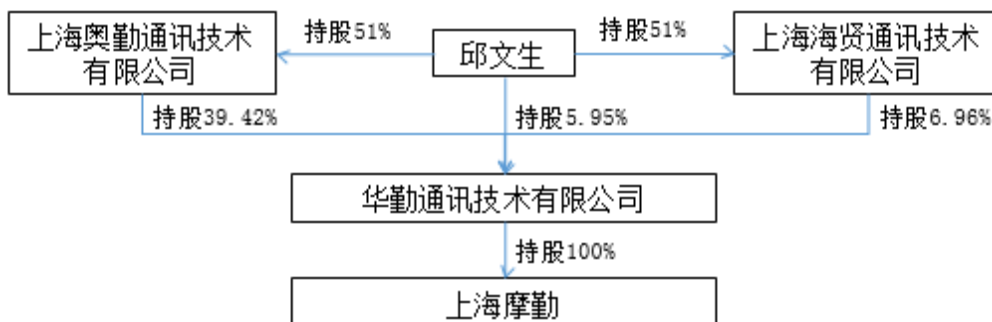 上海奥勤通讯技术
有限公司
持股51%
邱文生
持股51%
上海海贤通讯技术
有限公司
持股39.42%
持股5.95%
持股6.96%
华勤通讯技术有限公司
持股100%
上海摩勤